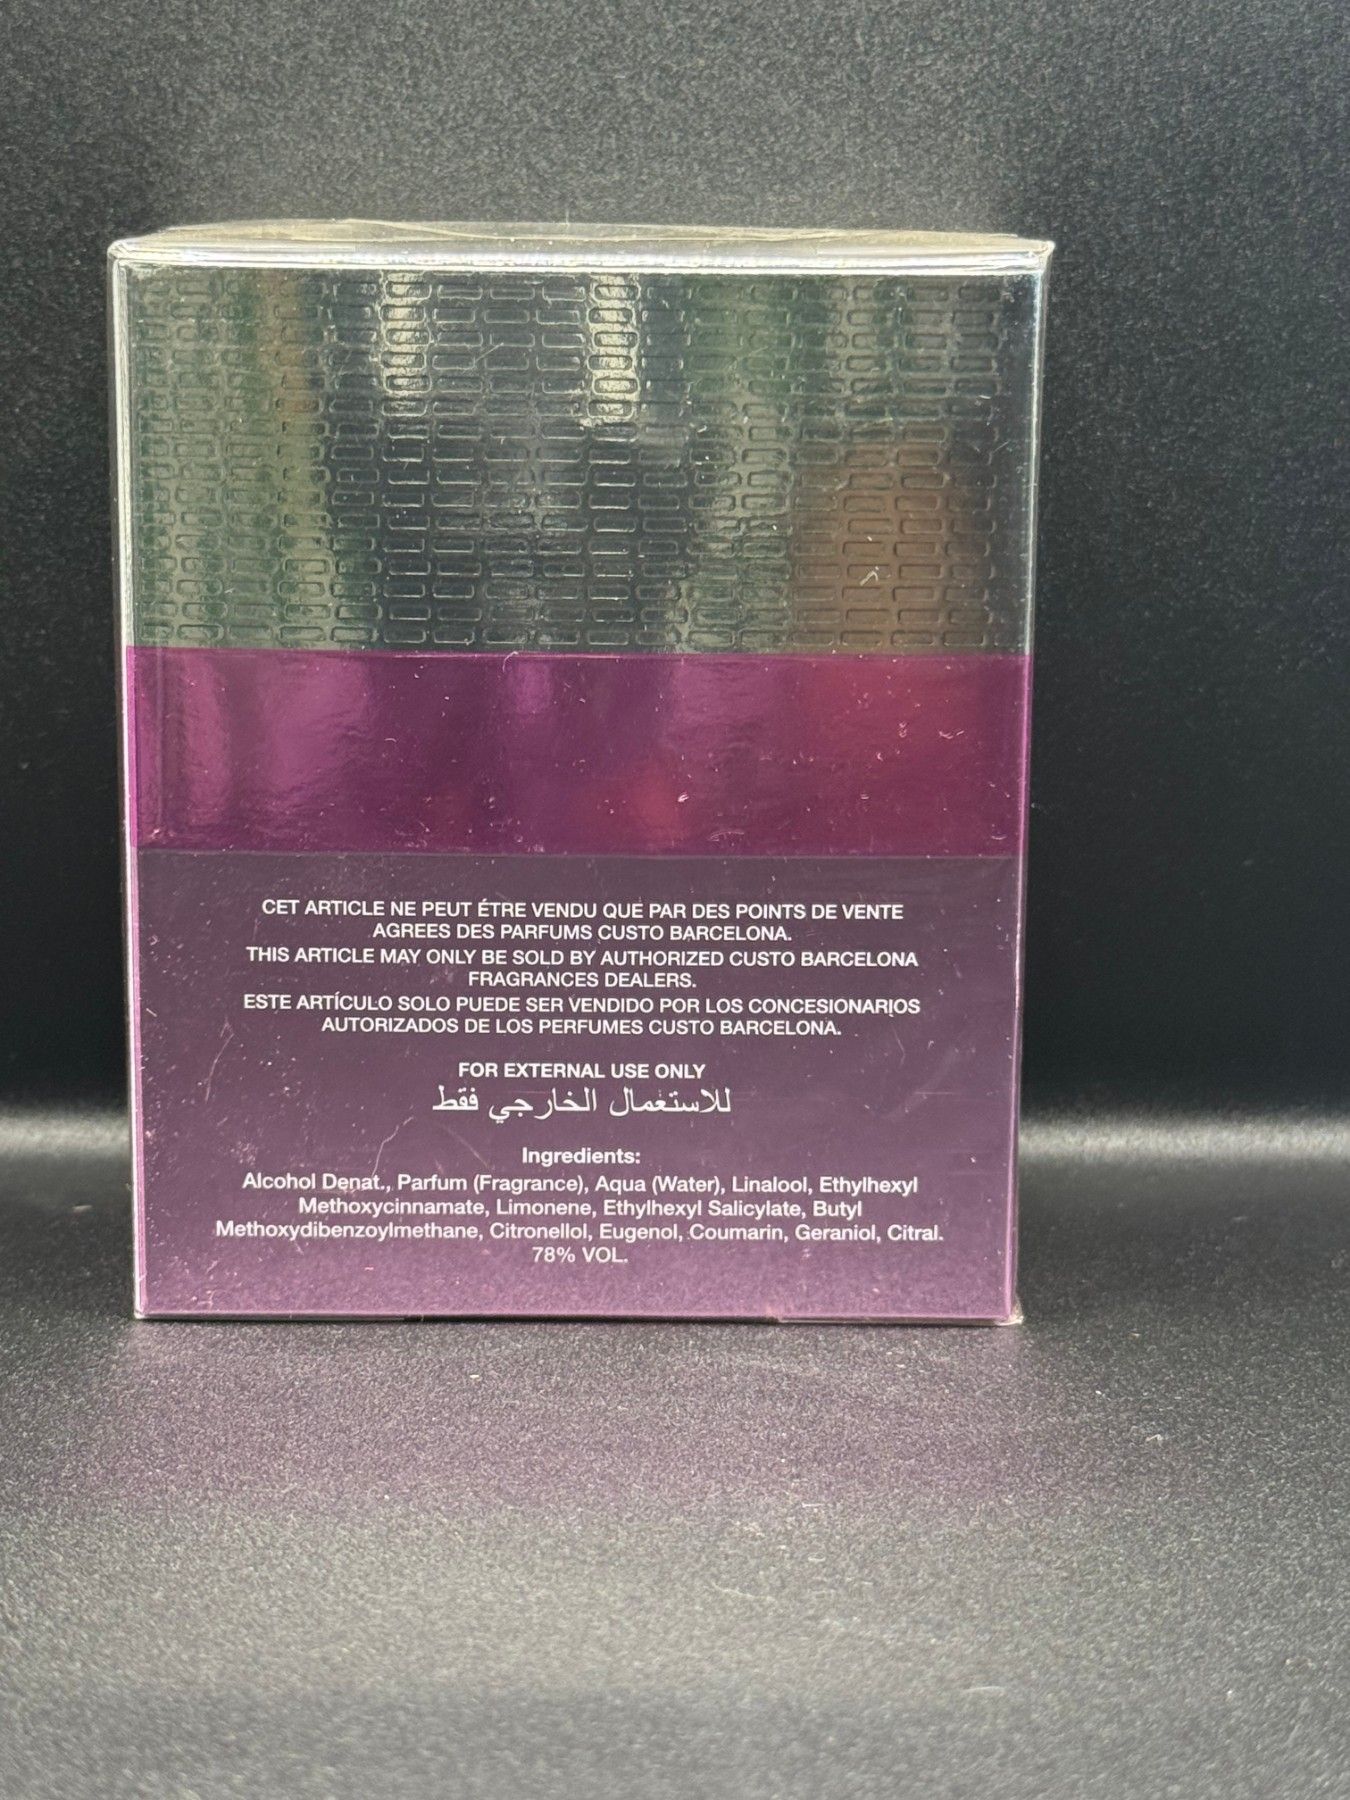 CET ARTICLE NE PEUT ÉTRE VENDU QUE PAR DES POINTS DE VENTE
AGREES DES PARFUMS CUSTO BARCELONA.
THIS ARTICLE MAY ONLY BE SOLD BY AUTHORIZED CUSTO BARCELONA
FRAGRANCES DEALERS.
ESTE ARTÍCULO SOLO PUEDE SER VENDIDO POR LOS CONCESIONARIOS
AUTORIZADOS DE LOS PERFUMES CUSTO BARCELONA.
FOR EXTERNAL USE ONLY
للاستعمال الخارجي فقط
Ingredients:
Alcohol Denat., Parfum (Fragrance), Aqua (Water), Linalool, Ethylhexyl
Methoxycinnamate, Limonene, Ethylhexyl Salicylate, Butyl
Methoxydibenzoylmethane, Citronellol, Eugenol, Coumarin, Geraniol, Citral.
78% VOL.